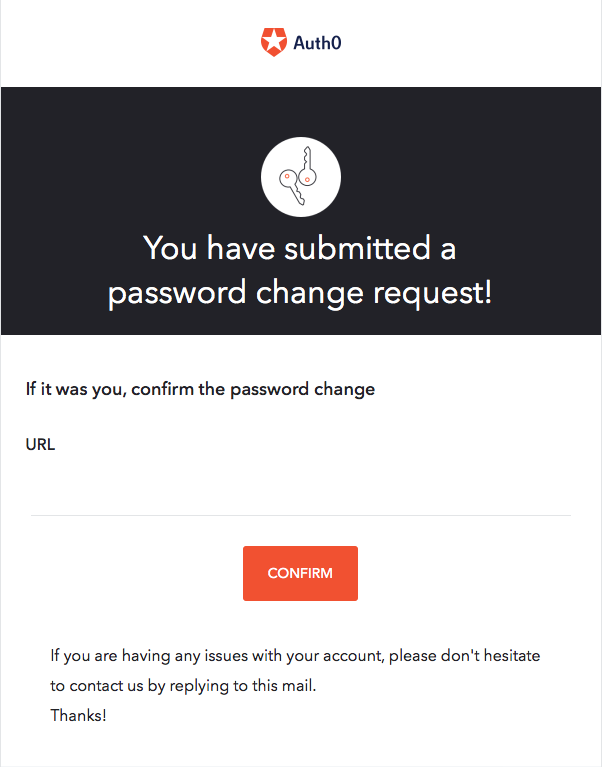 Auth0
You have submitted a
password change request!
If it was you, confirm the password change
URL
CONFIRM
If you are having any issues with your account, please don't hesitate
to contact us by replying to this mail.
Thanks!